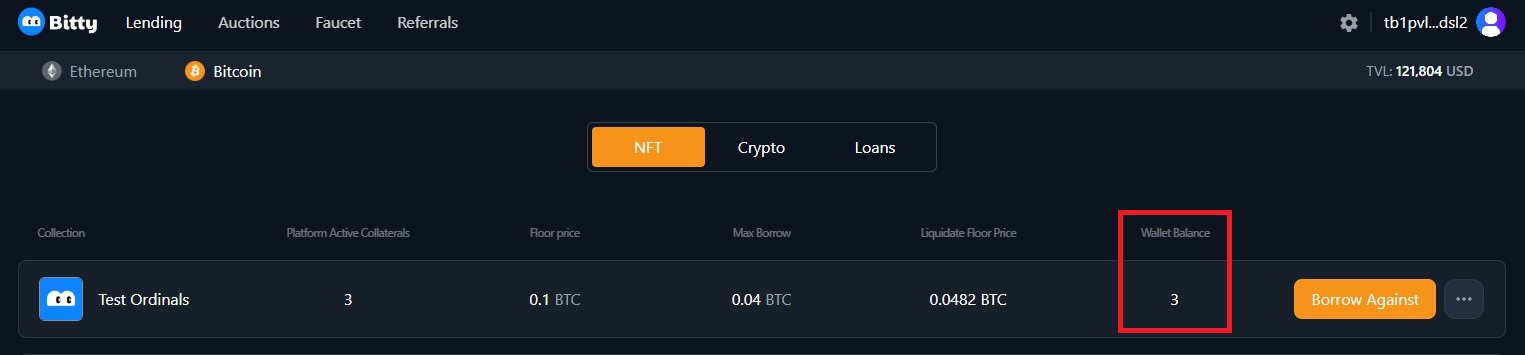 Bitty Lending Auctions Faucet Referrals tb1pvl...dsl2
Ethereum Bitcoin TVL: 121,804 USD
NFT Crypto Loans
Collection Platform Active Collaterals Floor price Max Borrow Liquidate Floor Price Wallet Balance
Test Ordinals 3 0.1 BTC 0.04 BTC 0.0482 BTC 3 Borrow Against ...